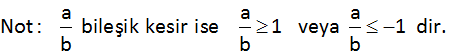 Not: a/b bileşik kesir ise a/b ≥ 1 veya a/b ≤ −1 dir.